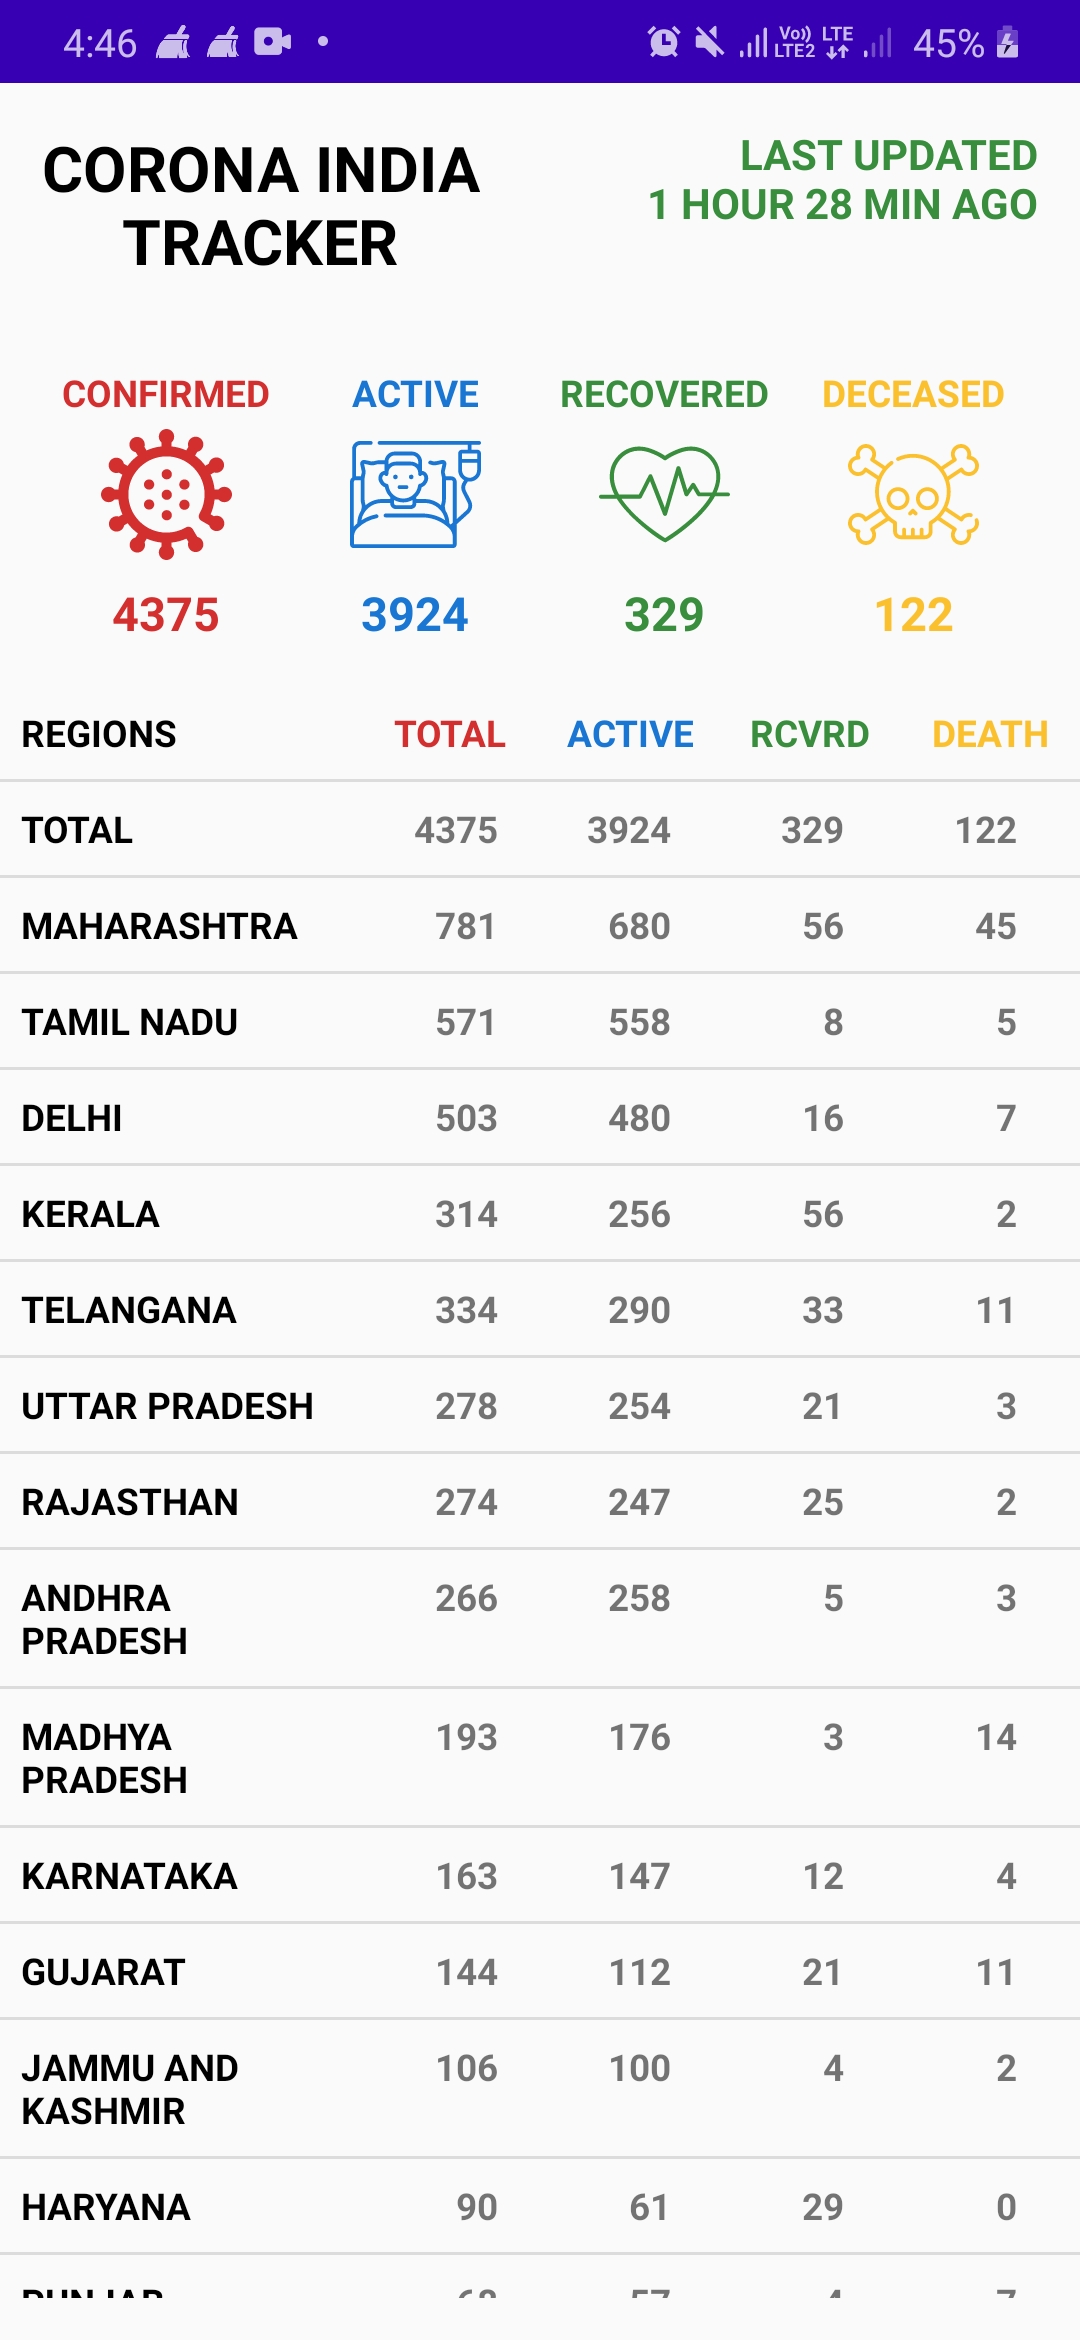 4:46
Vo)) LTE
LTE2
45%
CORONA INDIA
TRACKER
LAST UPDATED
1 HOUR 28 MIN AGO
CONFIRMED ACTIVE RECOVERED DECEASED
4375 3924 329 122
REGIONS TOTAL ACTIVE RCVRD DEATH
TOTAL 4375 3924 329 122
MAHARASHTRA 781 680 56 45
TAMIL NADU 571 558 8 5
DELHI 503 480 16 7
KERALA 314 256 56 2
TELANGANA 334 290 33 11
UTTAR PRADESH 278 254 21 3
RAJASTHAN 274 247 25 2
ANDHRA 266 258 5 3
PRADESH
MADHYA 193 176 3 14
PRADESH
KARNATAKA 163 147 12 4
GUJARAT 144 112 21 11
JAMMU AND 106 100 4 2
KASHMIR
HARYANA 90 61 29 0
PUNJAB